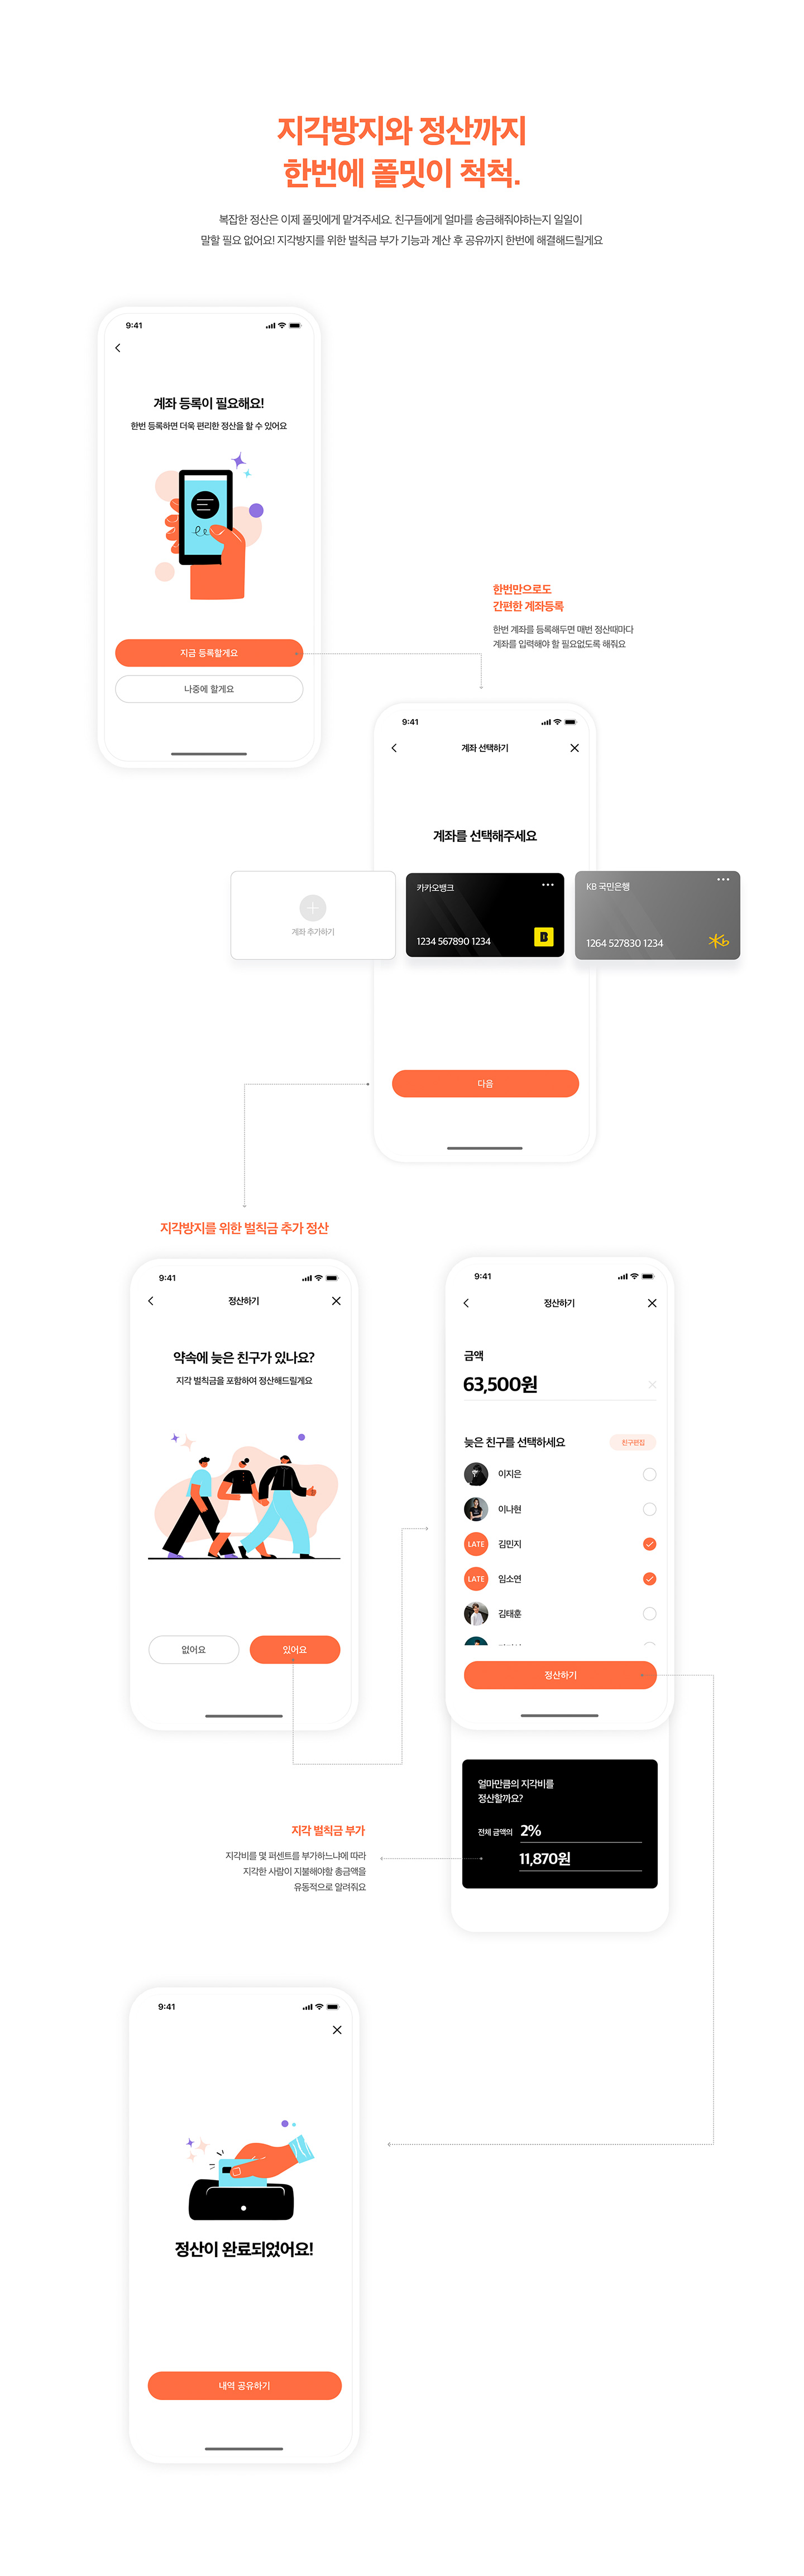 지각방지와 정산까지
한번에 폴밋이 척척.
복잡한 정산은 이제 폴밋에게 맡겨주세요. 친구들에게 얼마를 송금해줘야하는지 일일이
말할 필요 없어요! 지각방지를 위한 벌칙금 부가 기능과 계산 후 공유까지 한번에 해결해드릴게요
9:41
계좌 등록이 필요해요!
한번 등록하면 더욱 편리한 정산을 할 수 있어요
지금 등록할게요
나중에 할게요
한번만으로도
간편한 계좌등록
한번 계좌를 등록해두면 매번 정산때마다
계좌를 입력해야 할 필요없도록 해줘요
9:41
계좌 선택하기
계좌를 선택해주세요
계좌 추가하기
카카오뱅크
1234 567890 1234
B
KB 국민은행
1264 527830 1234
다음
지각방지를 위한 벌칙금 추가 정산
9:41
정산하기
약속에 늦은 친구가 있나요?
지각 벌칙금을 포함하여 정산해드릴게요
없어요
있어요
9:41
정산하기
금액
63,500원
늦은 친구를 선택하세요
친구편집
이지은
이나현
LATE 김민지
LATE 임소연
김태훈
정산하기
얼마만큼의 지각비를
정산할까요?
전체 금액의 2%
11,870원
지각 벌칙금 부가
지각비를 몇 퍼센트를 부가하느냐에 따라
지각한 사람이 지불해야할 총금액을
유동적으로 알려줘요
9:41
정산이 완료되었어요!
내역 공유하기